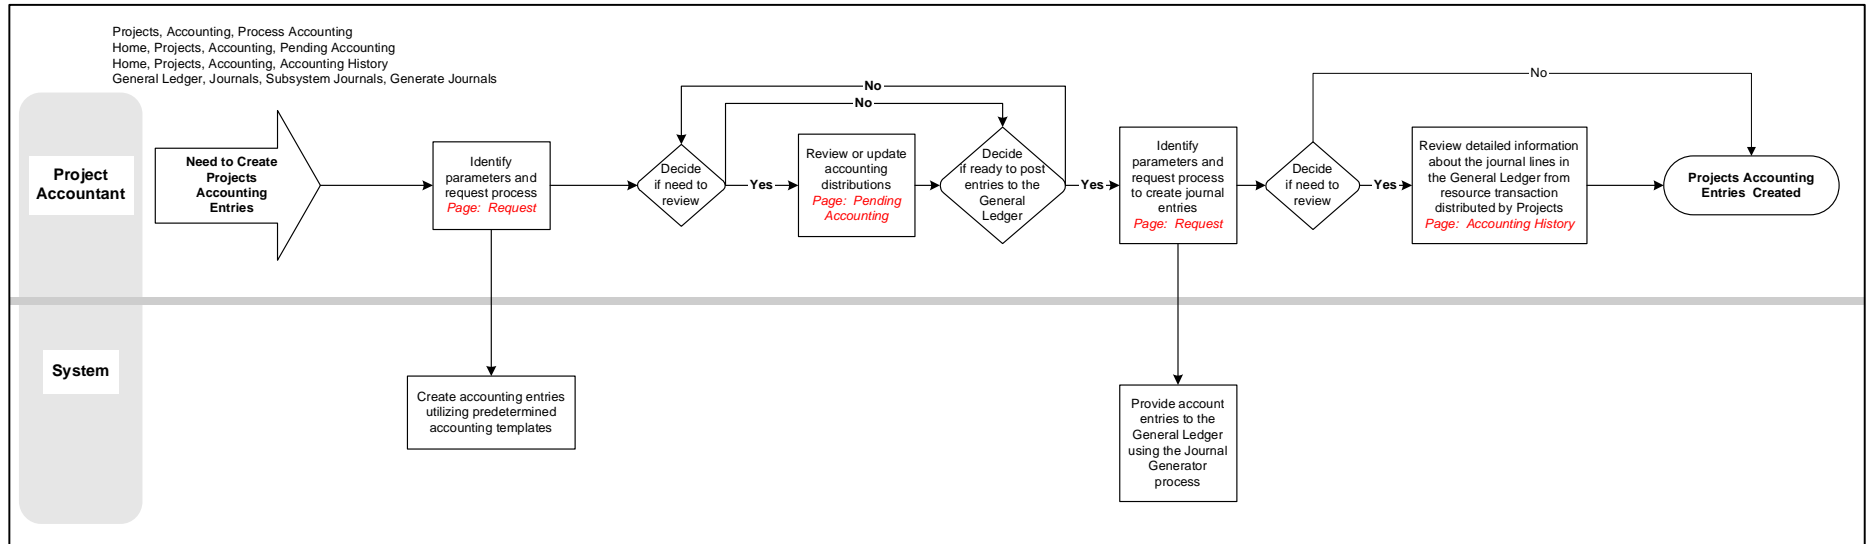 Projects, Accounting, Process Accounting
Home, Projects, Accounting, Pending Accounting
Home, Projects, Accounting, Accounting History
General Ledger, Journals, Subsystem Journals, Generate Journals
Project
Accountant
Need to Create
Projects
Accounting
Entries
Identify
parameters and
request process
Page: Request
Decide
if need to
review
No
No
Yes
Review or update
accounting
distributions
Page: Pending
Accounting
Decide
if ready to post
entries to the
General
Ledger
Yes
Identify
parameters and
request process
to create journal
entries
Page: Request
Decide
if need to
review
No
Yes
Review detailed information
about the journal lines in
the General Ledger from
resource transaction
distributed by Projects
Page: Accounting History
Projects Accounting
Entries Created
System
Create accounting entries
utilizing predetermined
accounting templates
Provide account
entries to the
General Ledger
using the Journal
Generator
process